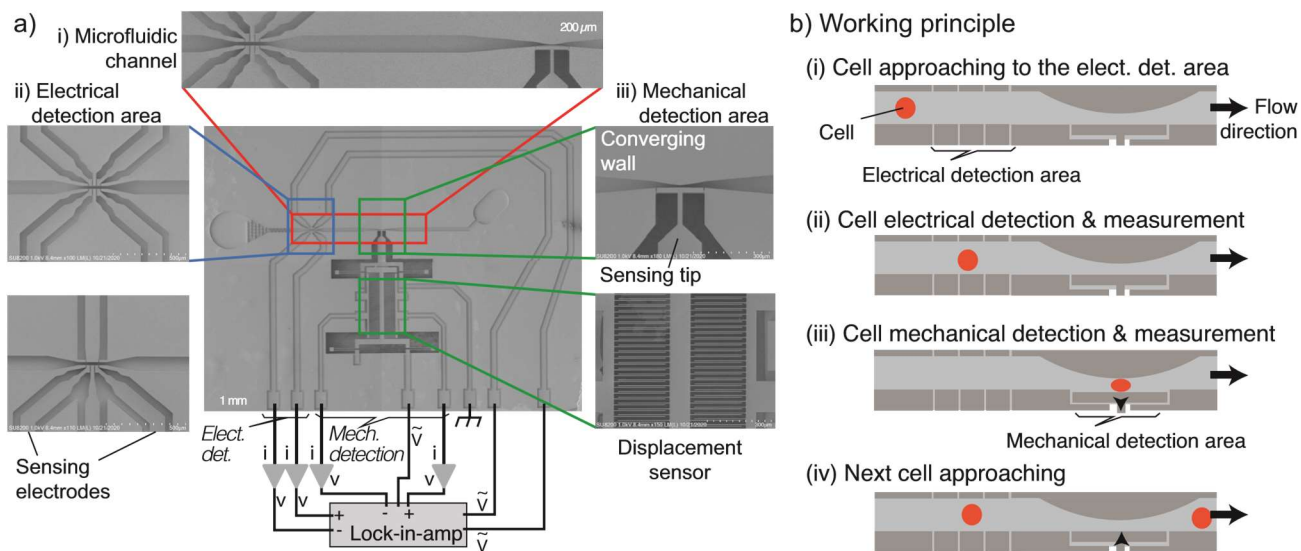 a)
i) Microfluidic
channel
200 µm
ii) Electrical
detection area
iii) Mechanical
detection area
Converging
wall
Sensing tip
1 mm
Elect.
det.
Mech.
detection
Ṽ
i i i i
v v v v
- +
+
-
Lock-in-amp
Ṽ
Ṽ
Sensing
electrodes
Displacement
sensor
b) Working principle
(i) Cell approaching to the elect. det. area
Cell
Flow
direction
Electrical detection area
(ii) Cell electrical detection & measurement
(iii) Cell mechanical detection & measurement
Mechanical detection area
(iv) Next cell approaching